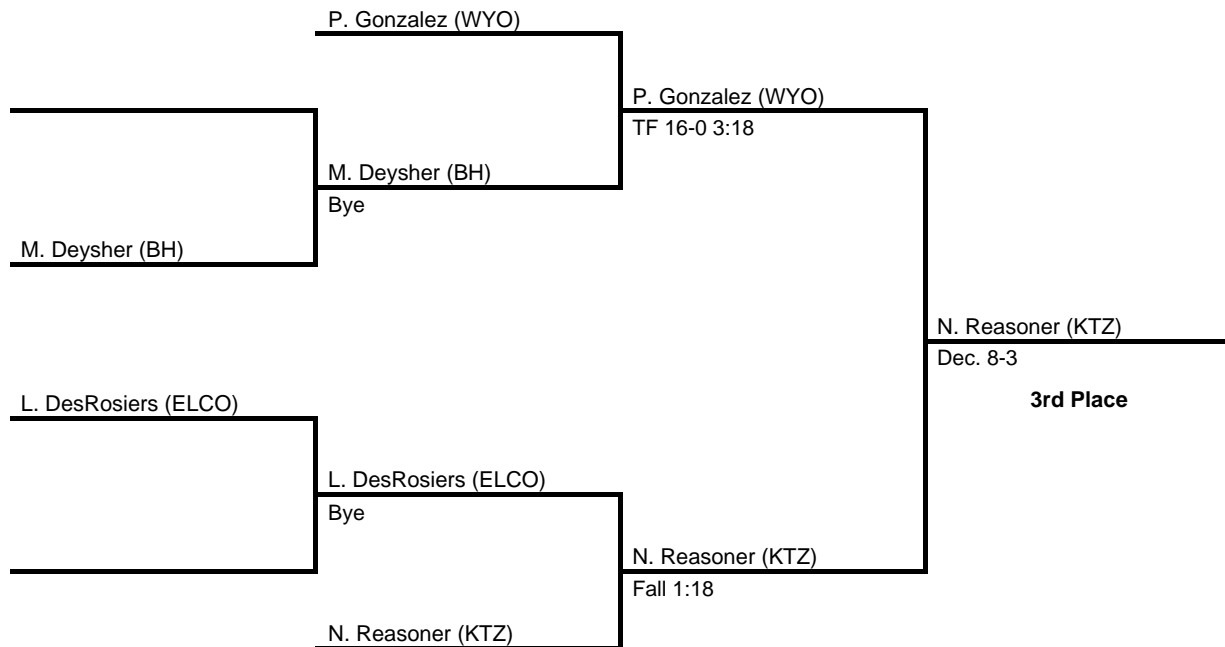 P. Gonzalez (WYO)
P. Gonzalez (WYO)
TF 16-0 3:18
M. Deysher (BH)
Bye
M. Deysher (BH)
N. Reasoner (KTZ)
Dec. 8-3
3rd Place
L. DesRosiers (ELCO)
L. DesRosiers (ELCO)
Bye
N. Reasoner (KTZ)
Fall 1:18
N. Reasoner (KTZ)